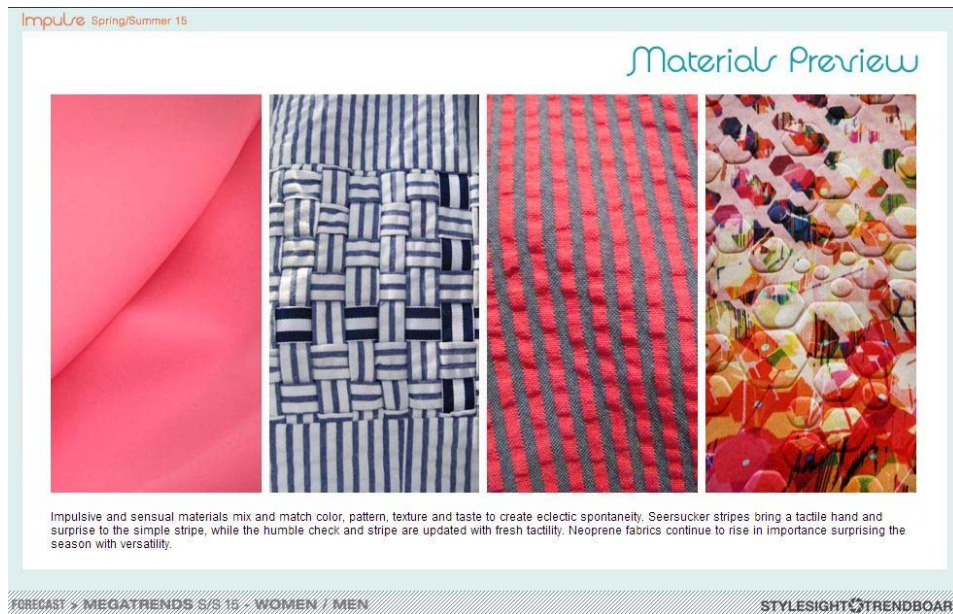 Impulse Spring/Summer 15
Materials Preview
Impulsive and sensual materials mix and match color, pattern, texture and taste to create eclectic spontaneity. Seersucker stripes bring a tactile hand and
surprise to the simple stripe, while the humble check and stripe are updated with fresh tactility. Neoprene fabrics continue to rise in importance surprising the
season with versatility.
FORECAST > MEGATRENDS S/S 15 - WOMEN / MEN
STYLESIGHT TRENDBOAR